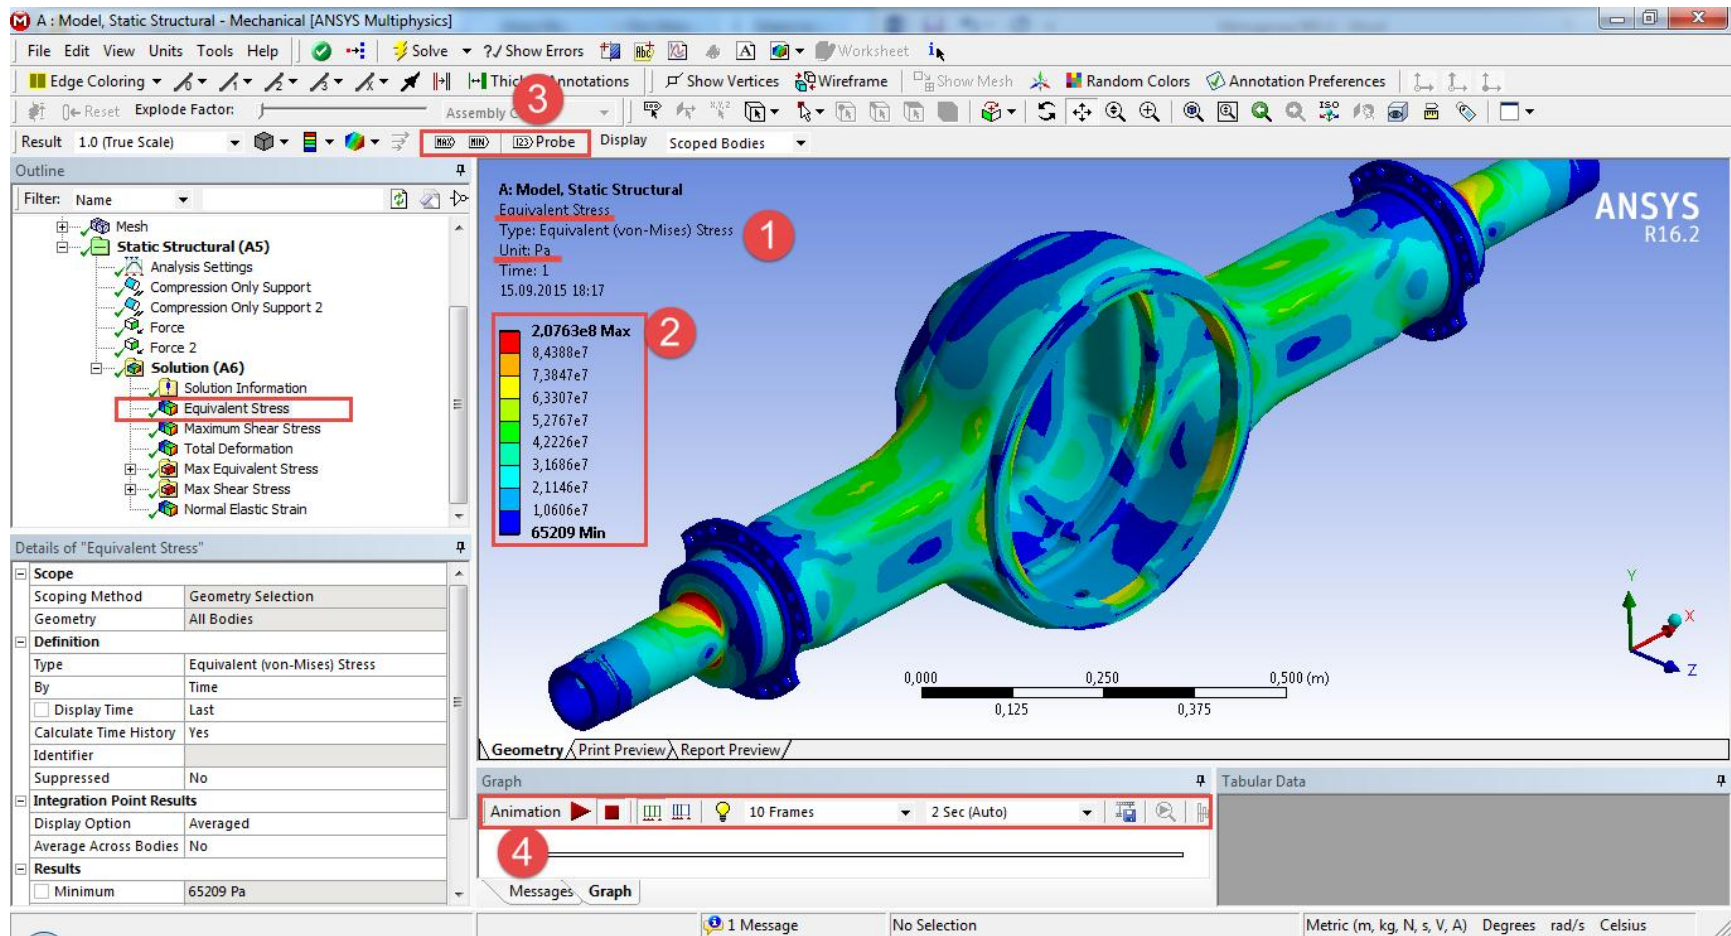 A : Model, Static Structural - Mechanical [ANSYS Multiphysics]
File Edit View Units Tools Help Solve ?/ Show Errors Worksheet
Edge Coloring Annotations Show Vertices Wireframe Show Mesh Random Colors Annotation Preferences
Reset Explode Factor: ISO
Result 1.0 (True Scale) MAX MIN 123 Probe Display Scoped Bodies
3
Outline
Filter: Name
Mesh
Static Structural (A5)
Analysis Settings
Compression Only Support
Compression Only Support 2
Force
Force 2
Solution (A6)
Solution Information
Equivalent Stress
Maximum Shear Stress
Total Deformation
Max Equivalent Stress
Max Shear Stress
Normal Elastic Strain
Details of "Equivalent Stress"
Scope
Scoping Method Geometry Selection
Geometry All Bodies
Definition
Type Equivalent (von-Mises) Stress
By Time
Display Time Last
Calculate Time History Yes
Identifier
Suppressed No
Integration Point Results
Display Option Averaged
Average Across Bodies No
Results
Minimum 65209 Pa
A: Model, Static Structural
Equivalent Stress
Type: Equivalent (von-Mises) Stress
Unit: Pa
Time: 1
15.09.2015 18:17
1
2,0763e8 Max
8,4388e7
7,3847e7
6,3307e7
5,2767e7
4,2226e7
3,1686e7
2,1146e7
1,0606e7
65209 Min
2
ANSYS
R16.2
Y
X
Z
0,000 0,250 0,500 (m)
0,125 0,375
Geometry Print Preview Report Preview
Graph
Tabular Data
Animation 10 Frames 2 Sec (Auto)
4
Messages Graph
1 Message No Selection Metric (m, kg, N, s, V, A) Degrees rad/s Celsius